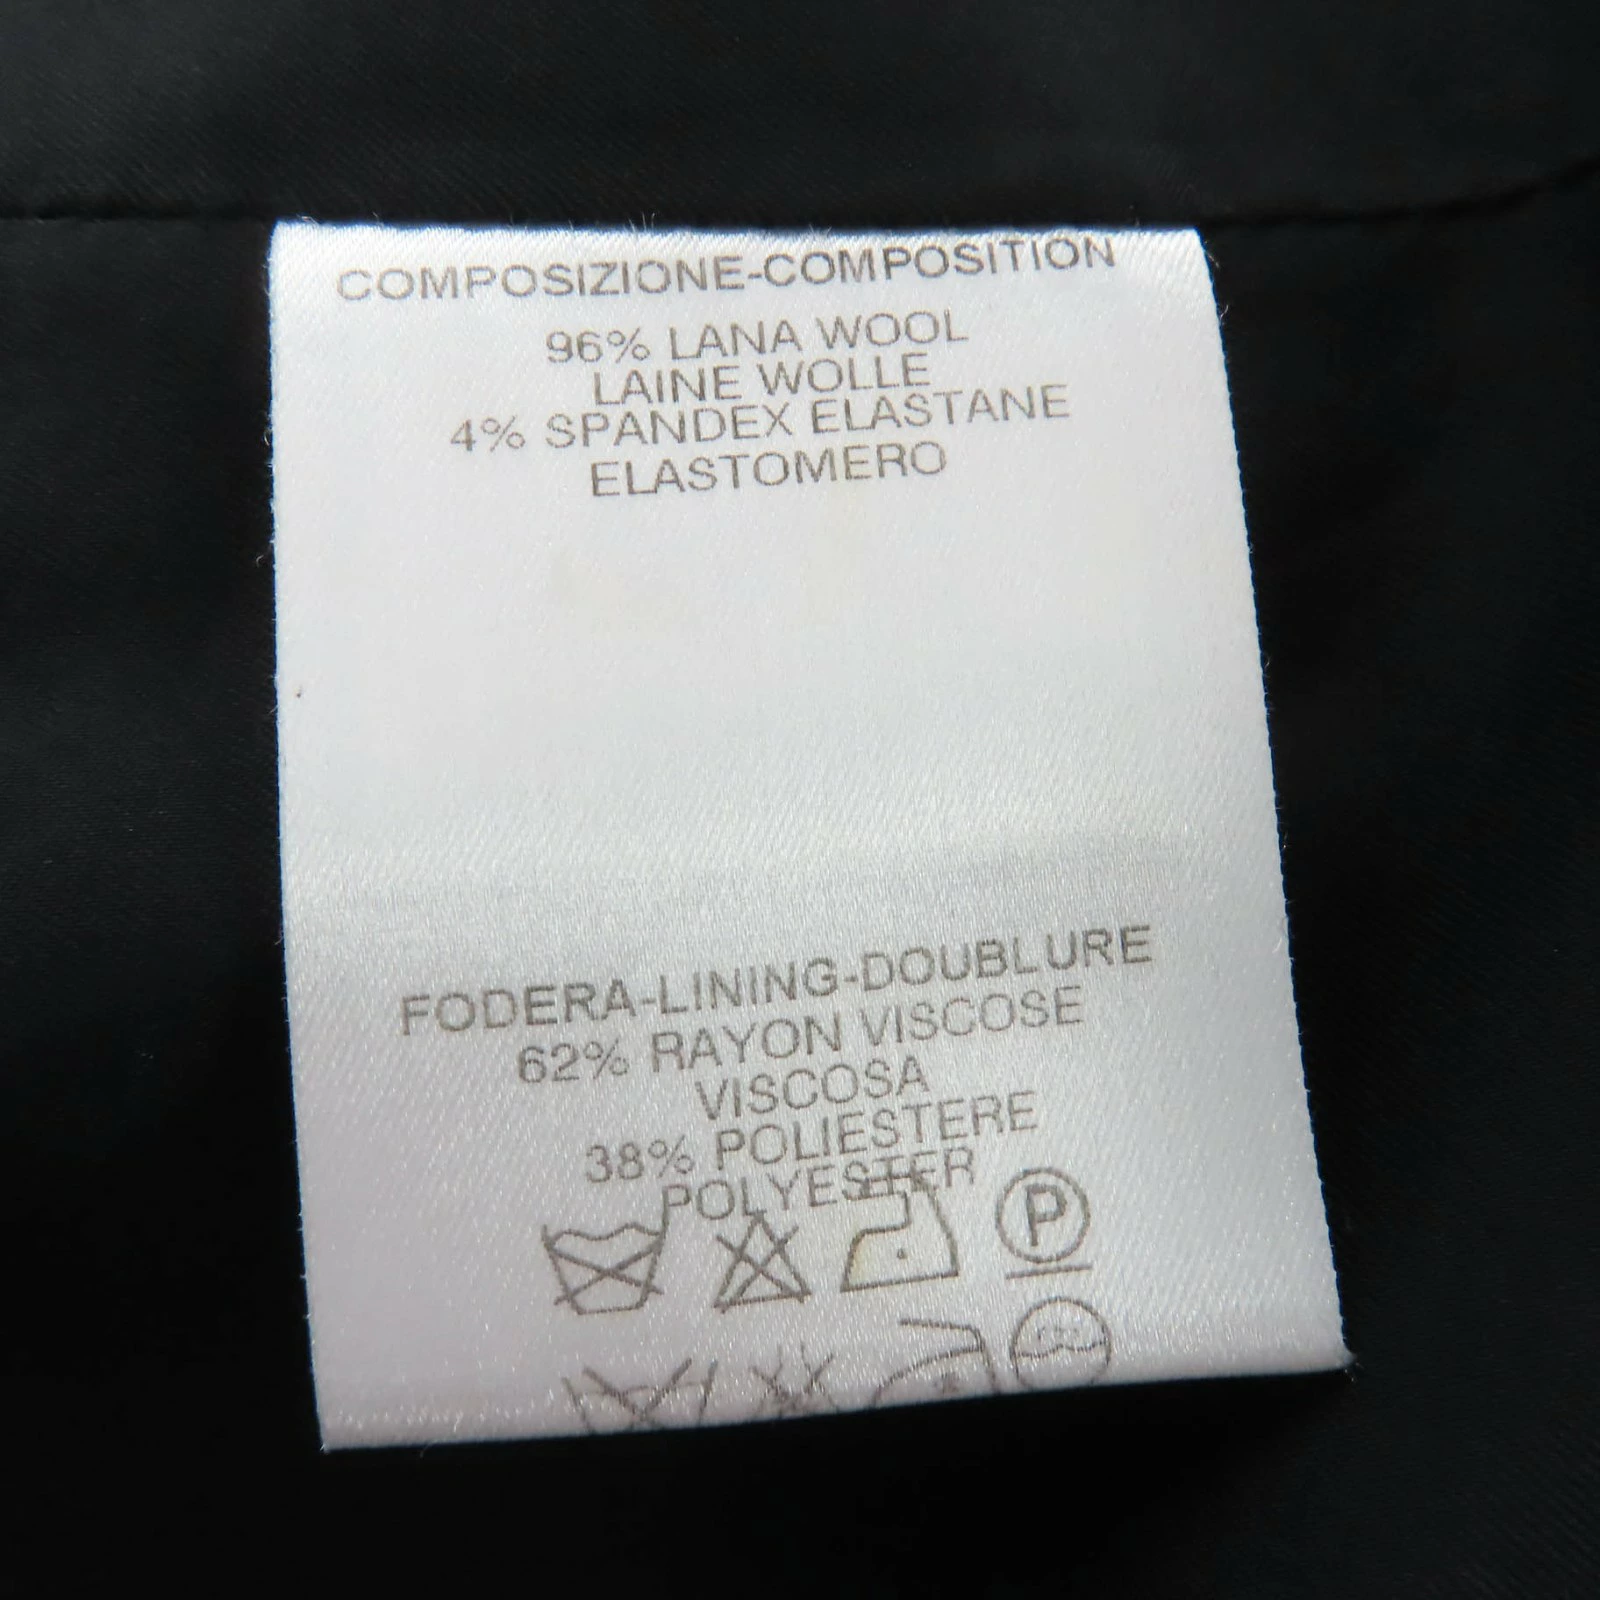 COMPOSIZIONE-COMPOSITION
96% LANA WOOL
LAINE WOLLE
4% SPANDEX ELASTANE
ELASTOMERO
FODERA-LINING-DOUBLURE
62% RAYON VISCOSE
VISCOSA
38% POLIESTERE
POLYESTER
P